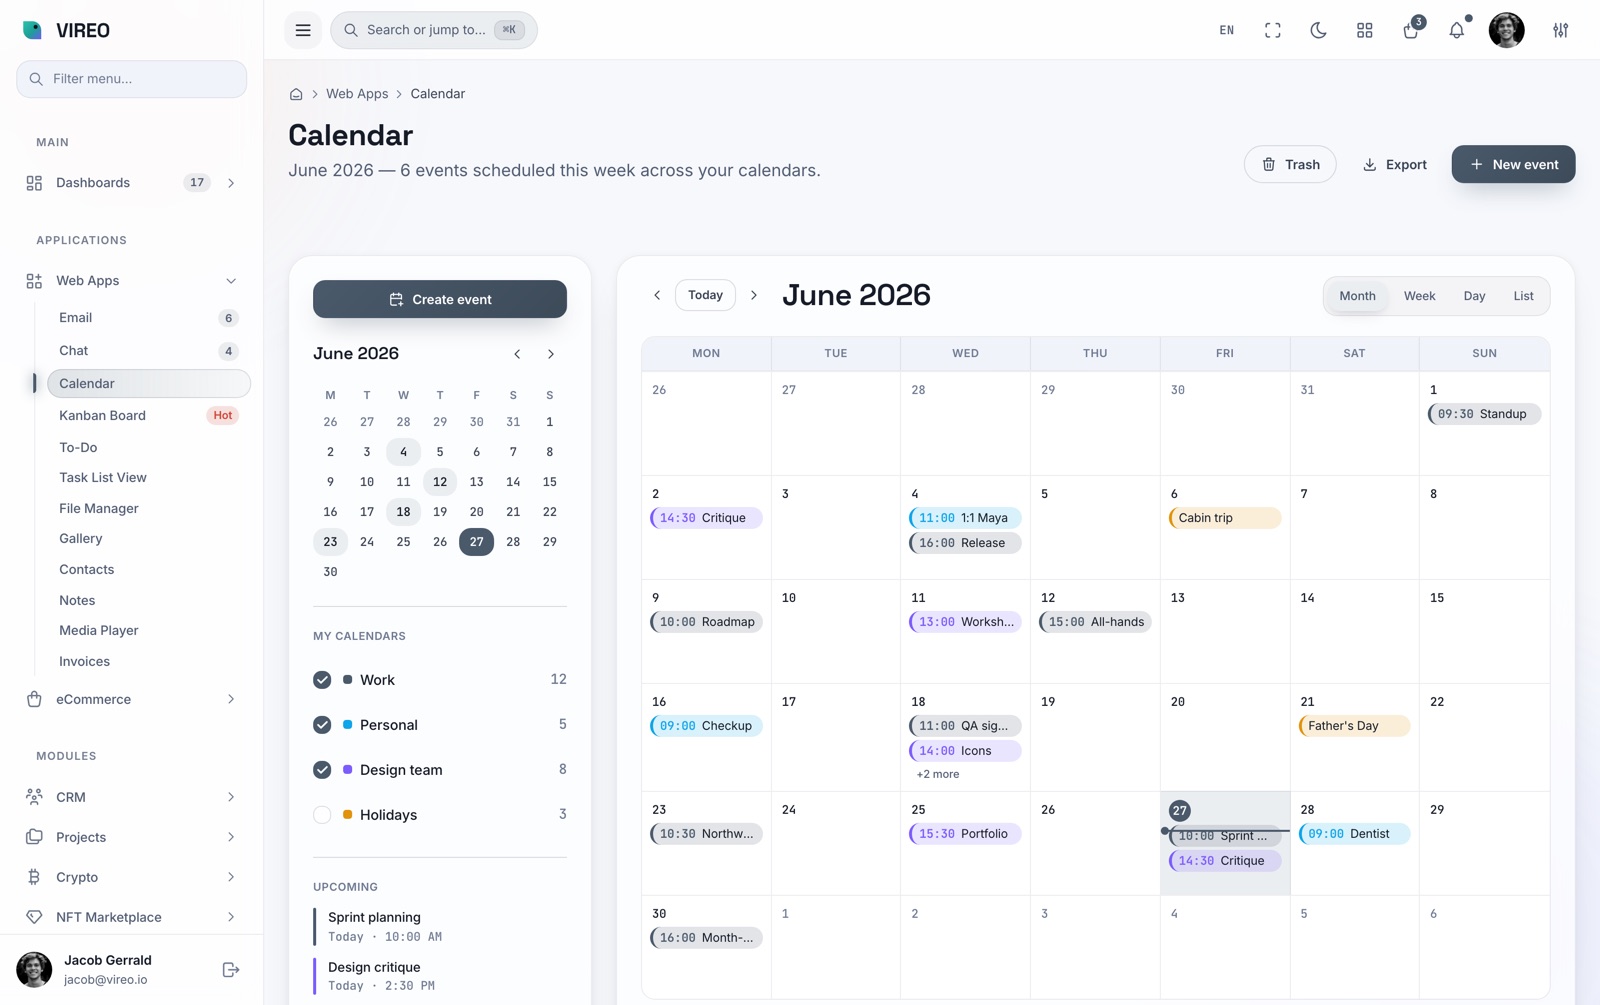 VIREO
Search or jump to... ⌘K
EN
3
Filter menu...
MAIN
Dashboards 17
APPLICATIONS
Web Apps
Email 6
Chat 4
Calendar
Kanban Board Hot
To-Do
Task List View
File Manager
Gallery
Contacts
Notes
Media Player
Invoices
eCommerce
MODULES
CRM
Projects
Crypto
NFT Marketplace
Jacob Gerrald
jacob@vireo.io
Web Apps Calendar
Calendar
June 2026 — 6 events scheduled this week across your calendars.
Trash
Export
New event
Create event
June 2026
M T W T F S S
26 27 28 29 30 31 1
2 3 4 5 6 7 8
9 10 11 12 13 14 15
16 17 18 19 20 21 22
23 24 25 26 27 28 29
30
MY CALENDARS
Work 12
Personal 5
Design team 8
Holidays 3
UPCOMING
Sprint planning
Today · 10:00 AM
Design critique
Today · 2:30 PM
Today
June 2026
Month Week Day List
MON TUE WED THU FRI SAT SUN
26 27 28 29 30 31 1
09:30 Standup
2 3 4 5 6 7 8
14:30 Critique 11:00 1:1 Maya Cabin trip
16:00 Release
9 10 11 12 13 14 15
10:00 Roadmap 13:00 Worksh... 15:00 All-hands
16 17 18 19 20 21 22
09:00 Checkup 11:00 QA sig... Father's Day
14:00 Icons
+2 more
23 24 25 26 27 28 29
10:30 Northw... 15:30 Portfolio 10:00 Sprint ... 09:00 Dentist
14:30 Critique
30 1 2 3 4 5 6
16:00 Month-...